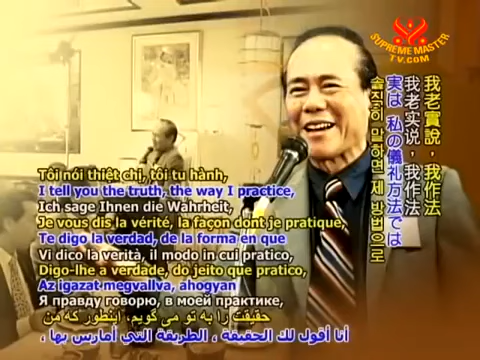 SUPREME MASTER
TV.COM
我老實說，我作法
我老实说，我作法
実は 私の儀礼方法では
솔직히 말하면 제 방법으로
Tôi nói thiệt chị, tôi tu hành,
I tell you the truth, the way I practice,
Ich sage Ihnen die Wahrheit,
Je vous dis la vérité, la façon dont je pratique,
Te digo la verdad, de la forma en que
Vi dico la verità, il modo in cui pratico,
Digo-lhe a verdade, do jeito que pratico,
Az igazat megvallva, ahogyan
Я правду говорю, в моей практике,
حقیقت را به تو می گویم، اینطور که من
أنا أقول لك الحقيقة ، الطريقة التي أمارس بها ،